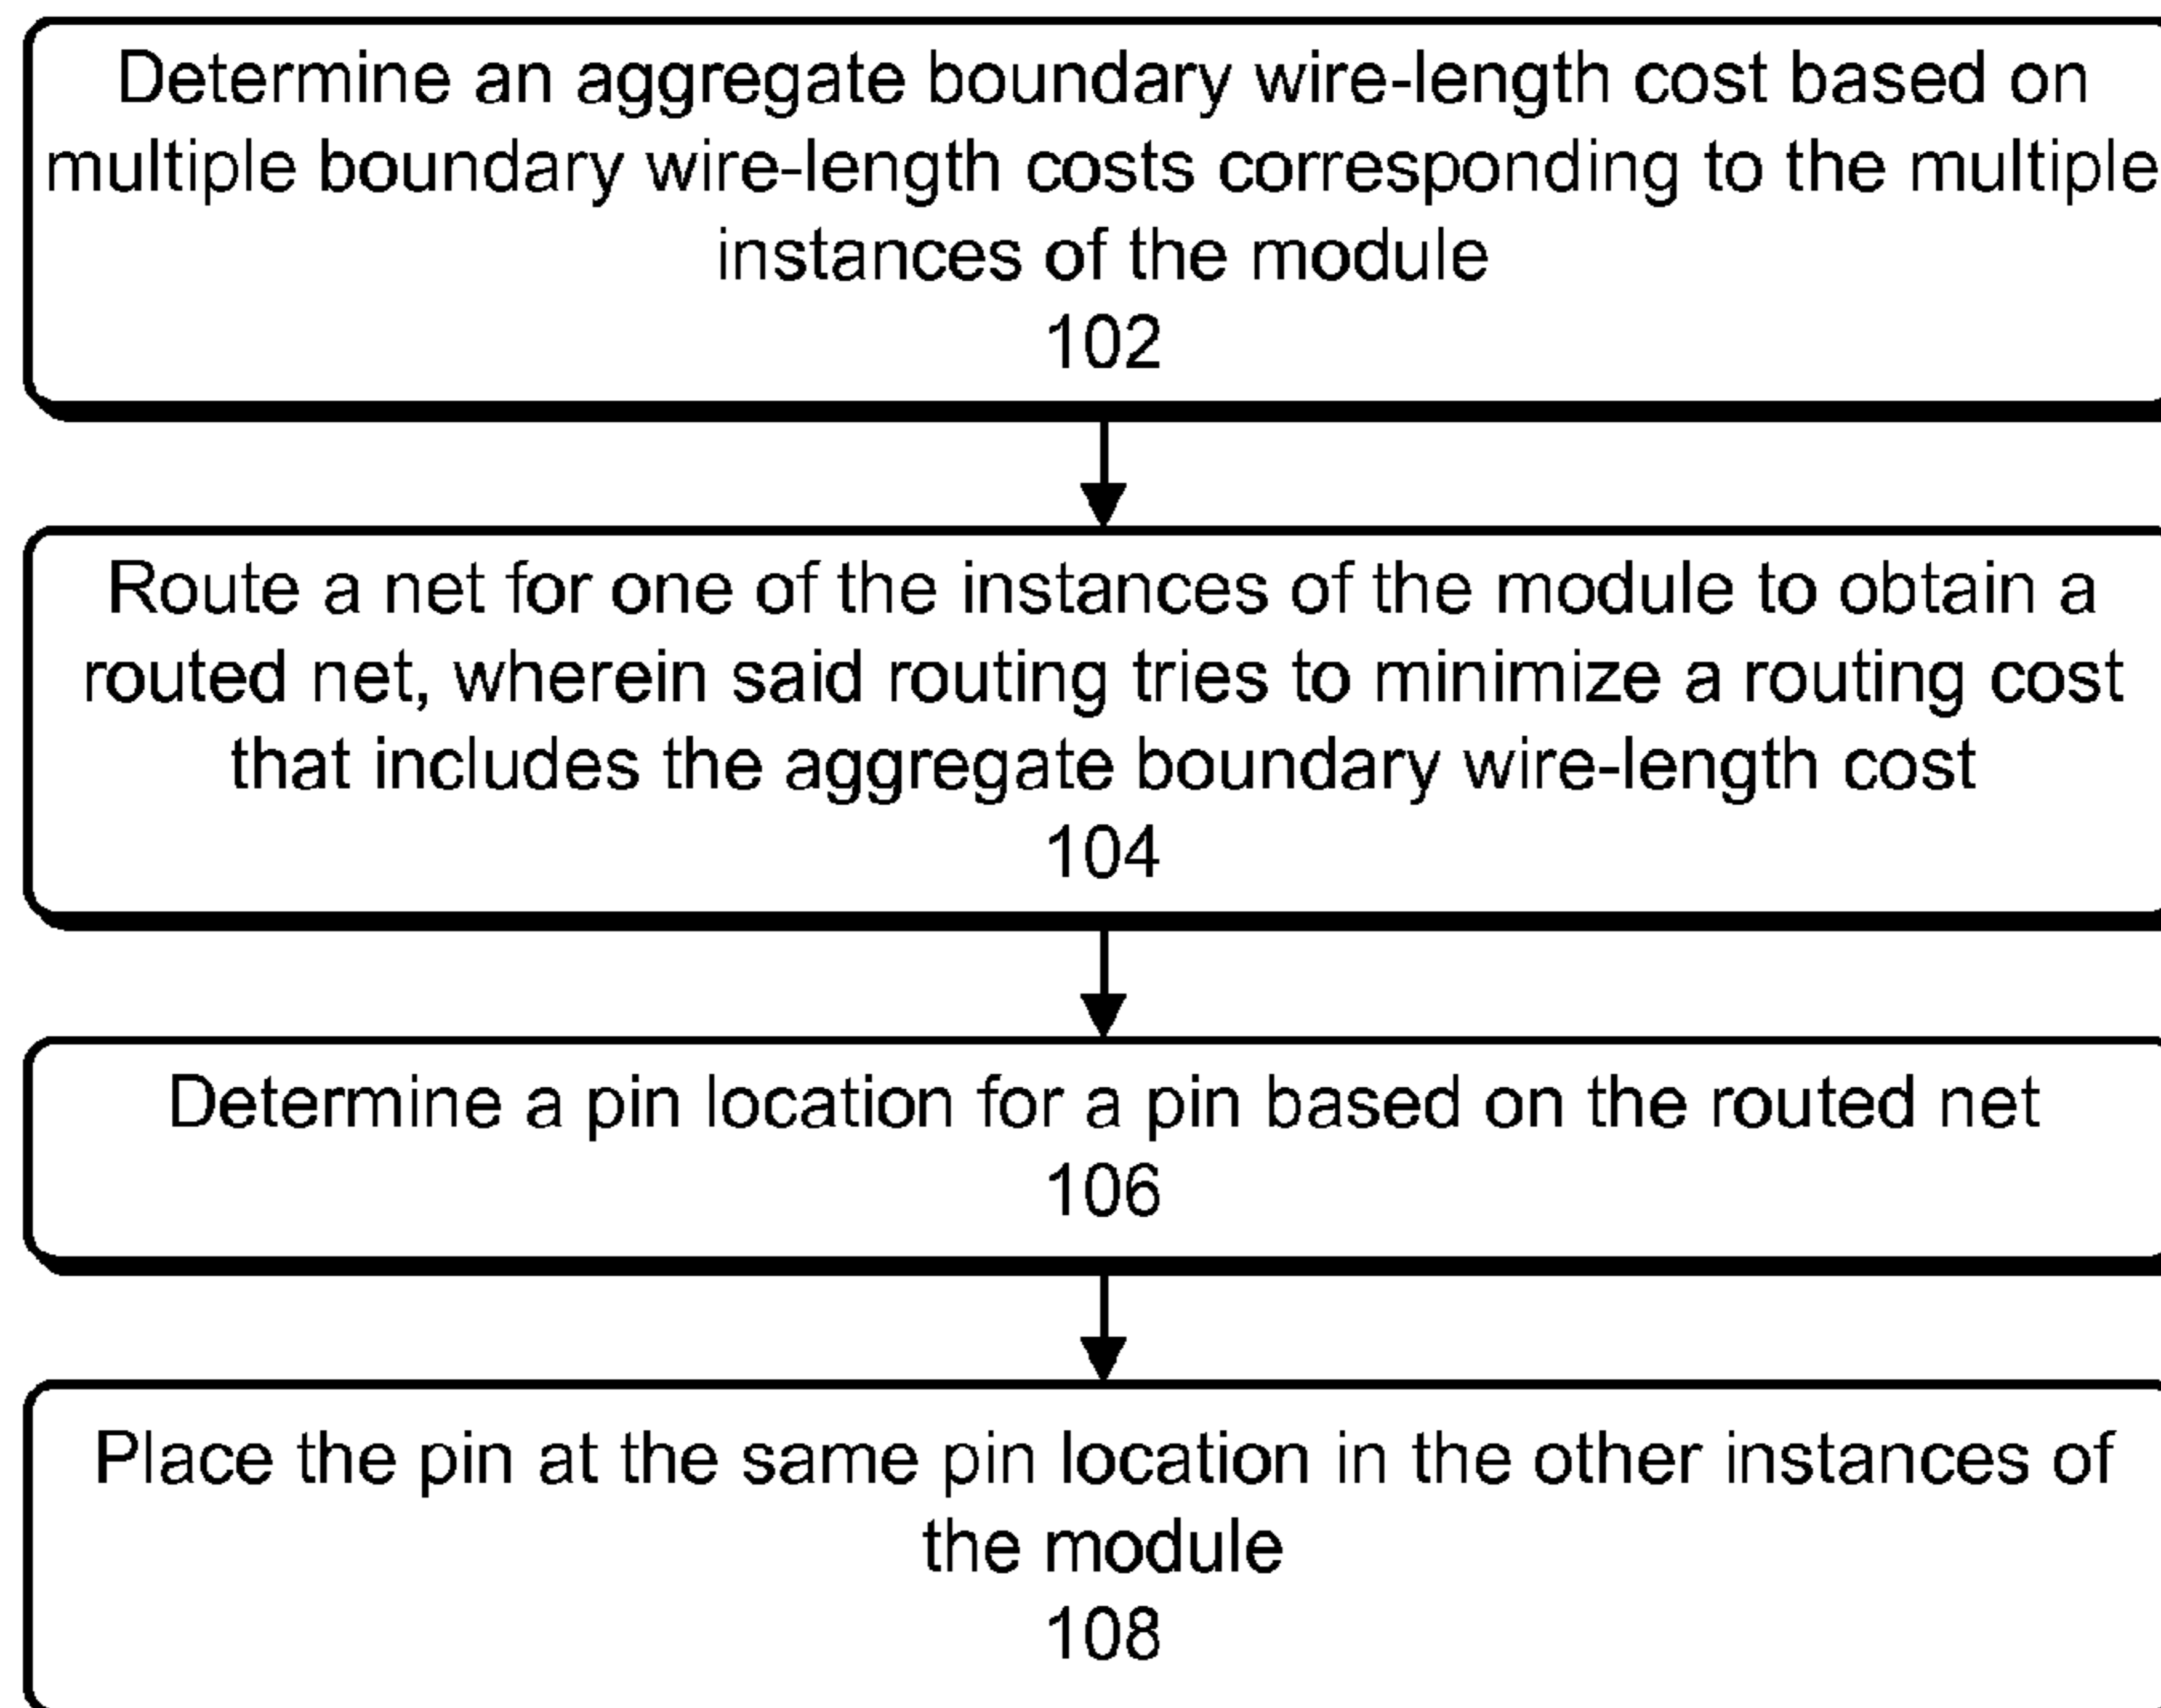 Determine an aggregate boundary wire-length cost based on
multiple boundary wire-length costs corresponding to the multiple
instances of the module
102
Route a net for one of the instances of the module to obtain a
routed net, wherein said routing tries to minimize a routing cost
that includes the aggregate boundary wire-length cost
104
Determine a pin location for a pin based on the routed net
106
Place the pin at the same pin location in the other instances of
the module
108